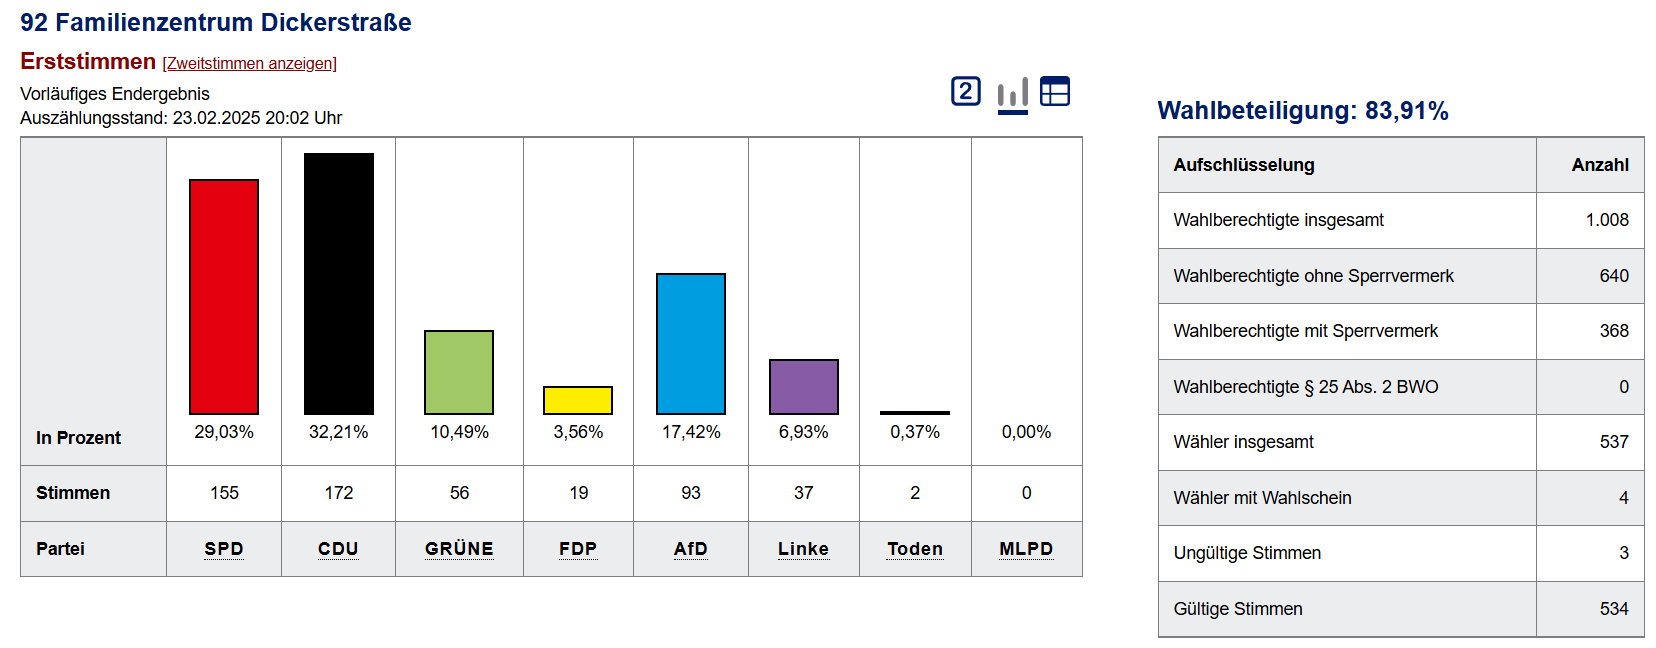 92 Familienzentrum Dickerstraße
Erststimmen [Zweitstimmen anzeigen]
Vorläufiges Endergebnis
Auszählungsstand: 23.02.2025 20:02 Uhr
2
In Prozent 29,03% 32,21% 10,49% 3,56% 17,42% 6,93% 0,37% 0,00%
Stimmen 155 172 56 19 93 37 2 0
Partei SPD CDU GRÜNE FDP AfD Linke Toden MLPD
Wahlbeteiligung: 83,91%
Aufschlüsselung Anzahl
Wahlberechtigte insgesamt 1.008
Wahlberechtigte ohne Sperrvermerk 640
Wahlberechtigte mit Sperrvermerk 368
Wahlberechtigte § 25 Abs. 2 BWO 0
Wähler insgesamt 537
Wähler mit Wahlschein 4
Ungültige Stimmen 3
Gültige Stimmen 534